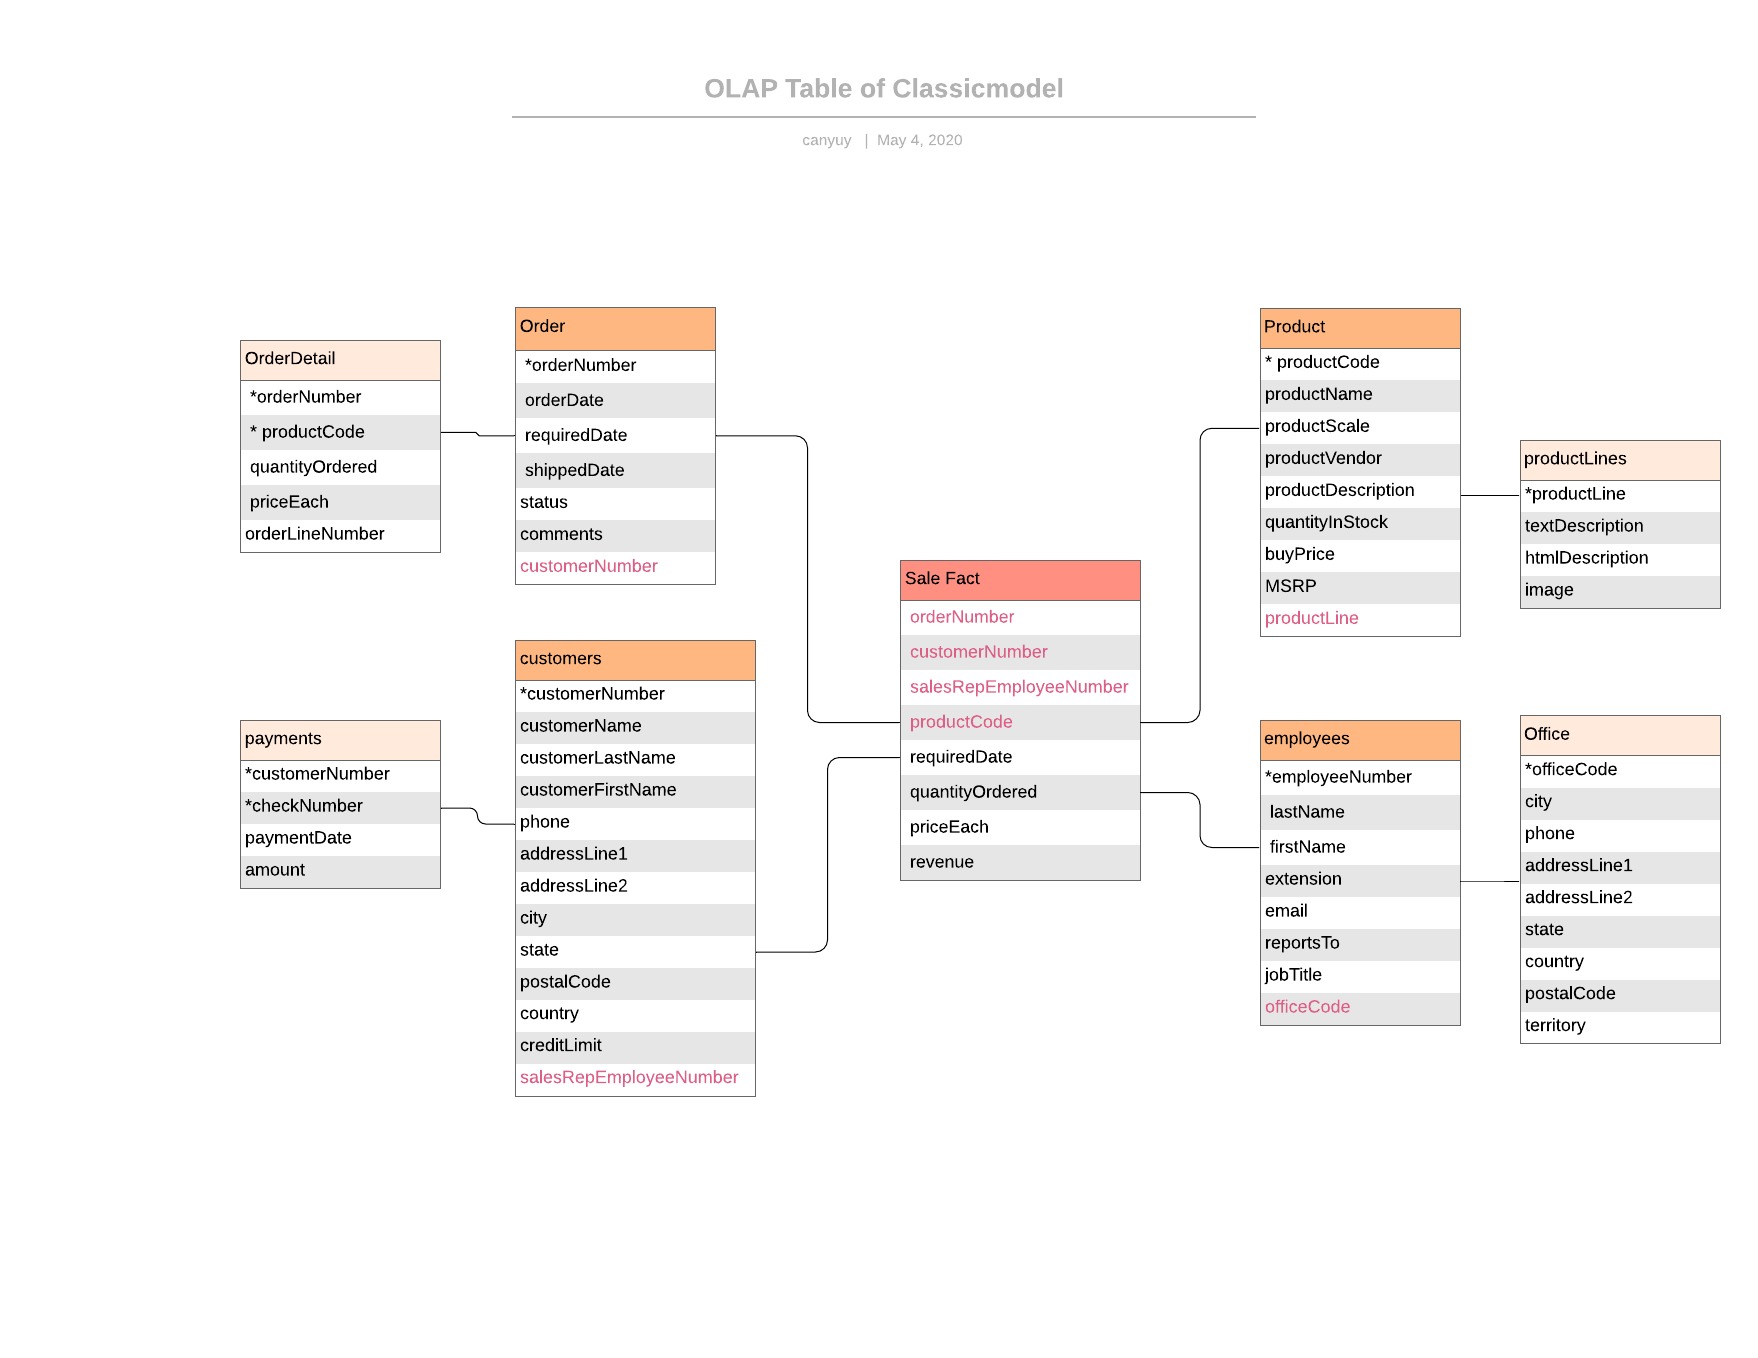 OLAP Table of Classicmodel
canyuy | May 4, 2020
OrderDetail
*orderNumber
* productCode
quantityOrdered
priceEach
orderLineNumber
Order
*orderNumber
orderDate
requiredDate
shippedDate
status
comments
customerNumber
payments
*customerNumber
*checkNumber
paymentDate
amount
customers
*customerNumber
customerName
customerLastName
customerFirstName
phone
addressLine1
addressLine2
city
state
postalCode
country
creditLimit
salesRepEmployeeNumber
Sale Fact
orderNumber
customerNumber
salesRepEmployeeNumber
productCode
requiredDate
quantityOrdered
priceEach
revenue
Product
* productCode
productName
productScale
productVendor
productDescription
quantityInStock
buyPrice
MSRP
productLine
productLines
*productLine
textDescription
htmlDescription
image
employees
*employeeNumber
lastName
firstName
extension
email
reportsTo
jobTitle
officeCode
Office
*officeCode
city
phone
addressLine1
addressLine2
state
country
postalCode
territory